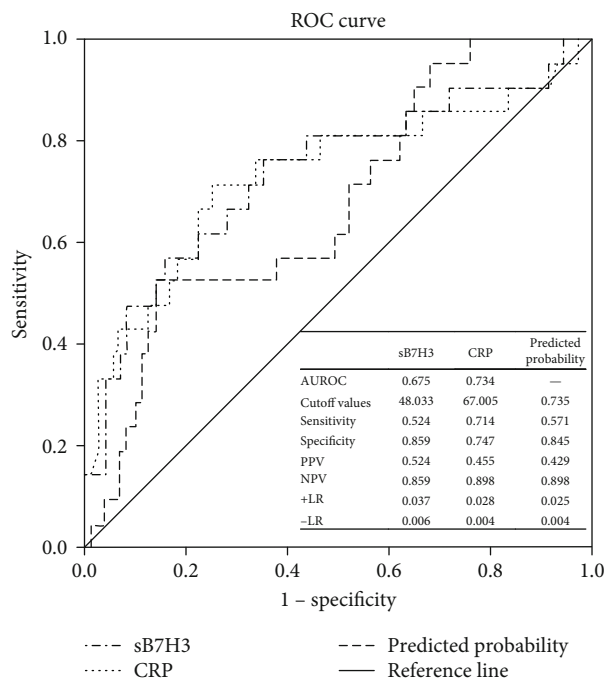 ROC curve
1.0
0.8
0.6
0.4
0.2
0.0
Sensitivity
0.0 0.2 0.4 0.6 0.8 1.0
1 – specificity
sB7H3 CRP Predicted probability
AUROC 0.675 0.734 —
Cutoff values 48.033 67.005 0.735
Sensitivity 0.524 0.714 0.571
Specificity 0.859 0.747 0.845
PPV 0.524 0.455 0.429
NPV 0.859 0.898 0.898
+LR 0.037 0.028 0.025
–LR 0.006 0.004 0.004
sB7H3
CRP
Predicted probability
Reference line